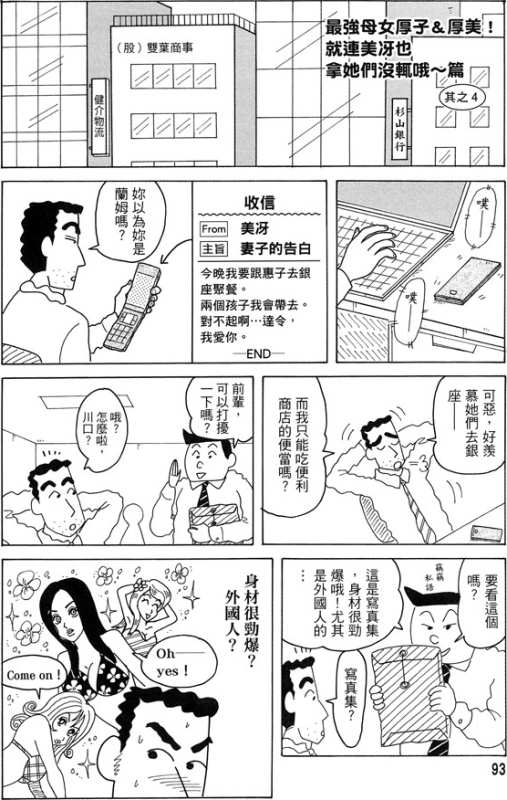 最強母女厚子＆厚美！
就連美冴也
拿她們沒輒哦～篇
其之4
（股）雙葉商事
健介物流
杉山銀行
噗——
噗——
收信
From 美冴
主旨 妻子的告白
今晚我要跟惠子去銀
座聚餐。
兩個孩子我會帶去。
對不起啊…達令，
我愛你。
—END—
妳以為妳是
蘭姆嗎？
可惡，好羨
慕她們去銀
座——
而我只能吃便利
商店的便當嗎？
前輩，
可以打擾
一下嗎？
哦？
怎麼啦，
川口？
要看這個
嗎？
竊竊
私語
這是寫真集
，身材很勁
爆哦！尤其
是外國人的
…
寫真集？
身材很勁爆？
外國人？
Oh——
yes！
Come on！
93